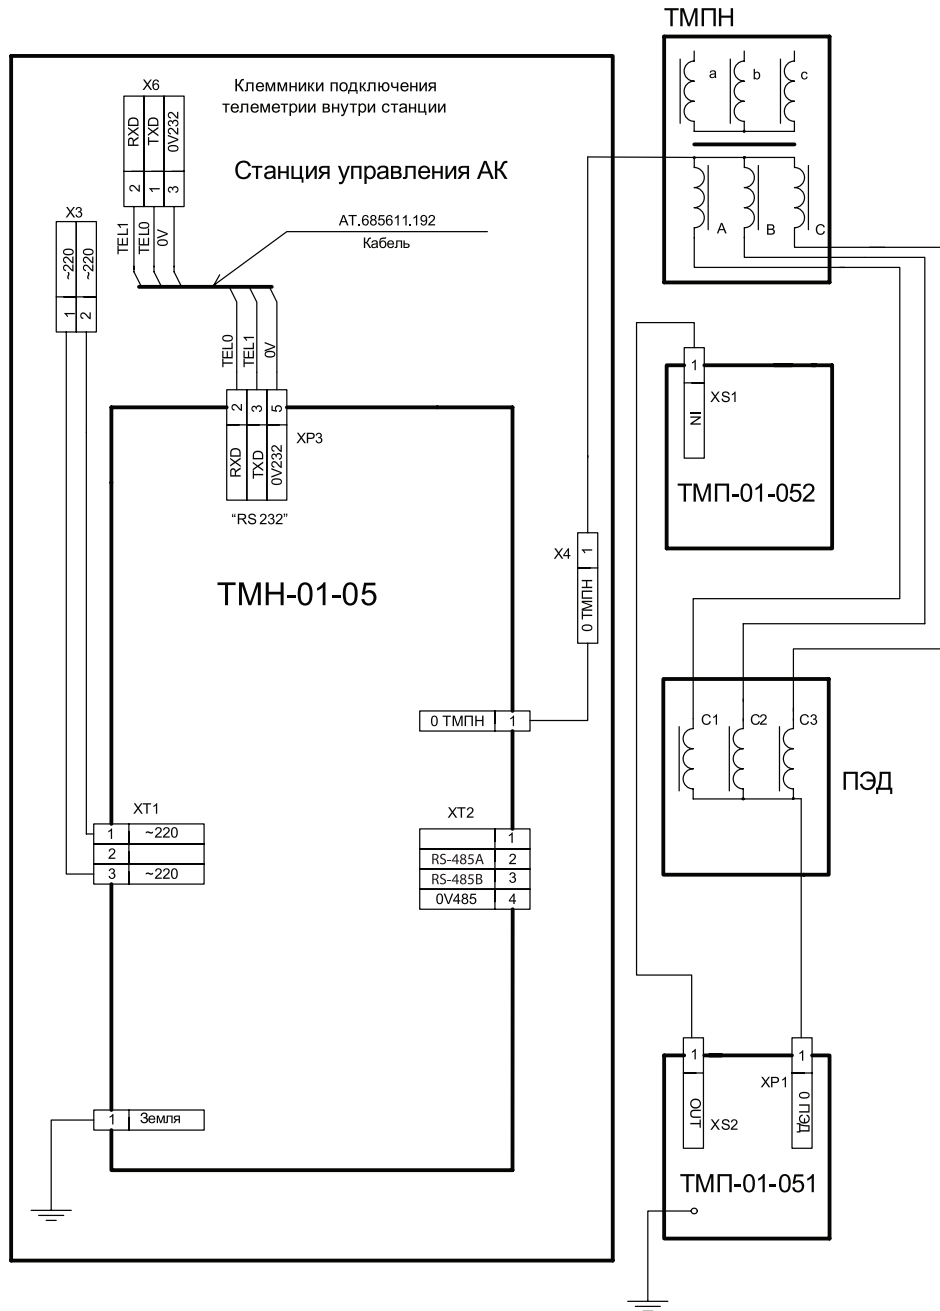 ТМПН
a
b
c
A
B
C
Клеммники подключения
телеметрии внутри станции
Станция управления АК
X6
RXD
TXD
0V232
2
1
3
TEL1
TEL0
0V
АТ.685611.192
Кабель
X3
~220
~220
1
2
TEL0
TEL1
0V
2
3
5
XP3
RXD
TXD
0V232
“RS 232”
ТМН-01-05
X4
1
0 ТМПН
0 ТМПН
1
XT1
1
~220
2
3
~220
XT2
1
RS-485A
2
RS-485B
3
0V485
4
1
Земля
1
XS1
IN
ТМП-01-052
C1
C2
C3
ПЭД
1
OUT
XS2
1
XP1
0 ПЭД
ТМП-01-051